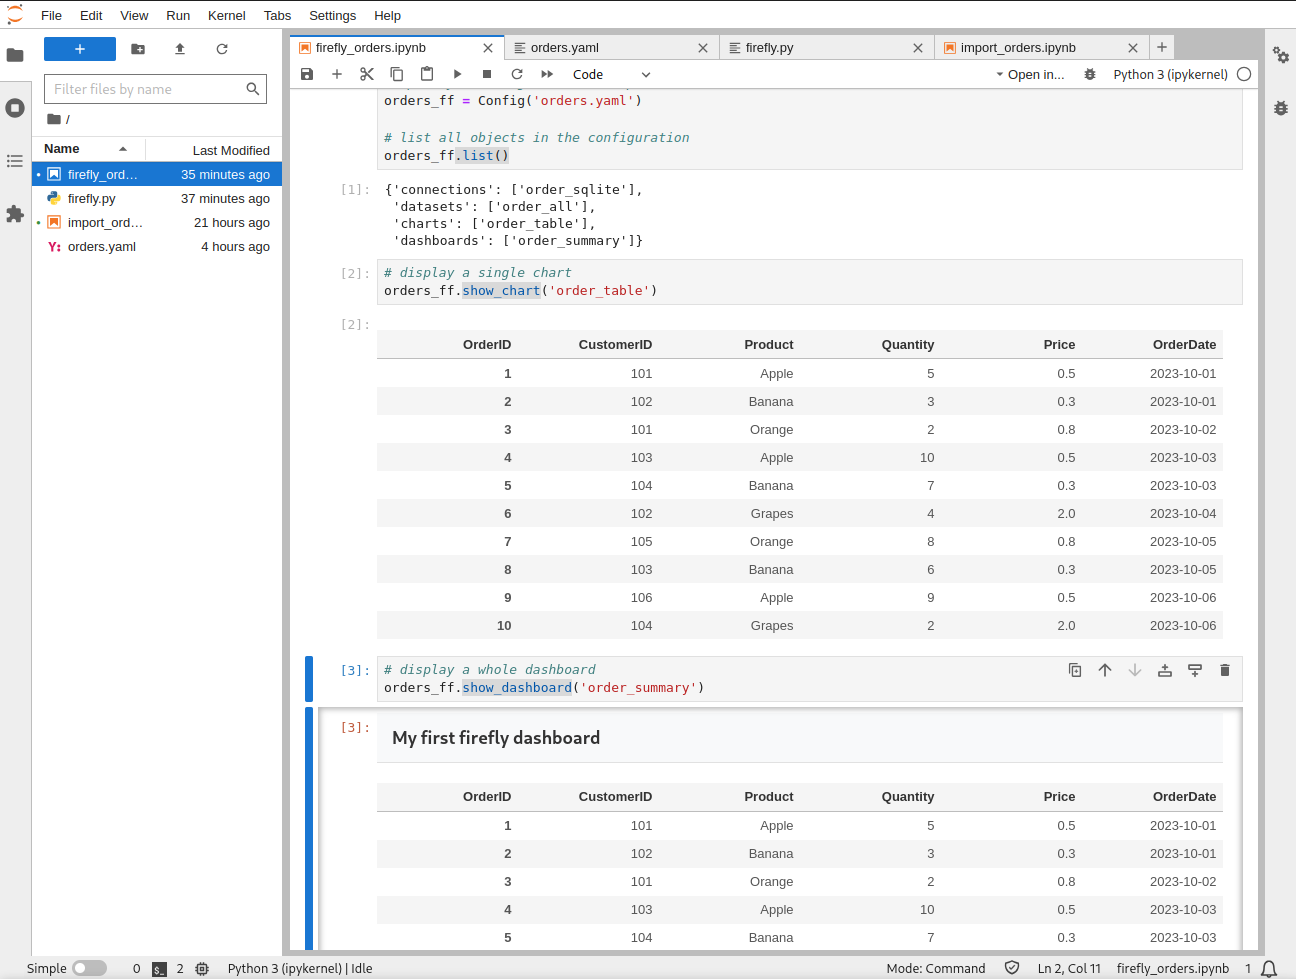 File Edit View Run Kernel Tabs Settings Help
firefly_orders.ipynb orders.yaml firefly.py import_orders.ipynb
Code Open in... Python 3 (ipykernel)
Filter files by name
/
Name Last Modified
firefly_ord... 35 minutes ago
firefly.py 37 minutes ago
import_ord... 21 hours ago
Y: orders.yaml 4 hours ago
orders_ff = Config('orders.yaml')
# list all objects in the configuration
orders_ff.list()
[1]: {'connections': ['order_sqlite'],
'datasets': ['order_all'],
'charts': ['order_table'],
'dashboards': ['order_summary']}
[2]: # display a single chart
orders_ff.show_chart('order_table')
[2]:
OrderID CustomerID Product Quantity Price OrderDate
1 101 Apple 5 0.5 2023-10-01
2 102 Banana 3 0.3 2023-10-01
3 101 Orange 2 0.8 2023-10-02
4 103 Apple 10 0.5 2023-10-03
5 104 Banana 7 0.3 2023-10-03
6 102 Grapes 4 2.0 2023-10-04
7 105 Orange 8 0.8 2023-10-05
8 103 Banana 6 0.3 2023-10-05
9 106 Apple 9 0.5 2023-10-06
10 104 Grapes 2 2.0 2023-10-06
[3]: # display a whole dashboard
orders_ff.show_dashboard('order_summary')
[3]: My first firefly dashboard
OrderID CustomerID Product Quantity Price OrderDate
1 101 Apple 5 0.5 2023-10-01
2 102 Banana 3 0.3 2023-10-01
3 101 Orange 2 0.8 2023-10-02
4 103 Apple 10 0.5 2023-10-03
5 104 Banana 7 0.3 2023-10-03
Simple 0 $_ 2 Python 3 (ipykernel) | Idle Mode: Command Ln 2, Col 11 firefly_orders.ipynb 1